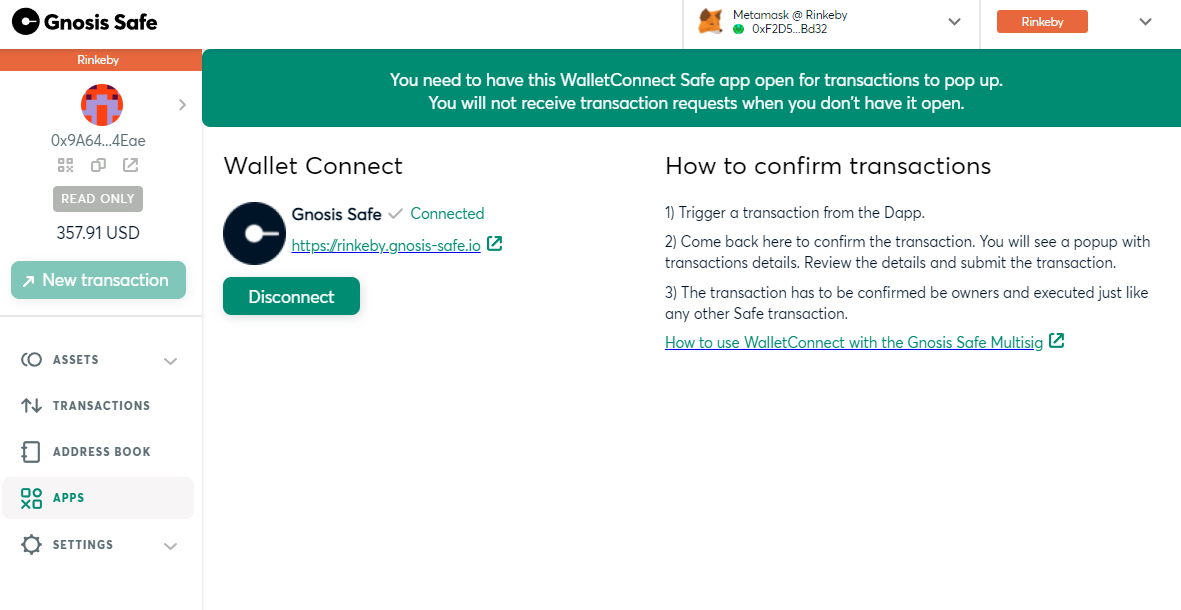 Gnosis Safe
Metamask @ Rinkeby
0xF2D5...Bd32
Rinkeby
Rinkeby
0x9A64...4Eae
READ ONLY
357.91 USD
New transaction
ASSETS
TRANSACTIONS
ADDRESS BOOK
APPS
SETTINGS
You need to have this WalletConnect Safe app open for transactions to pop up.
You will not receive transaction requests when you don't have it open.
Wallet Connect
Gnosis Safe Connected
https://rinkeby.gnosis-safe.io
Disconnect
How to confirm transactions
1) Trigger a transaction from the Dapp.
2) Come back here to confirm the transaction. You will see a popup with
transactions details. Review the details and submit the transaction.
3) The transaction has to be confirmed be owners and executed just like
any other Safe transaction.
How to use WalletConnect with the Gnosis Safe Multisig